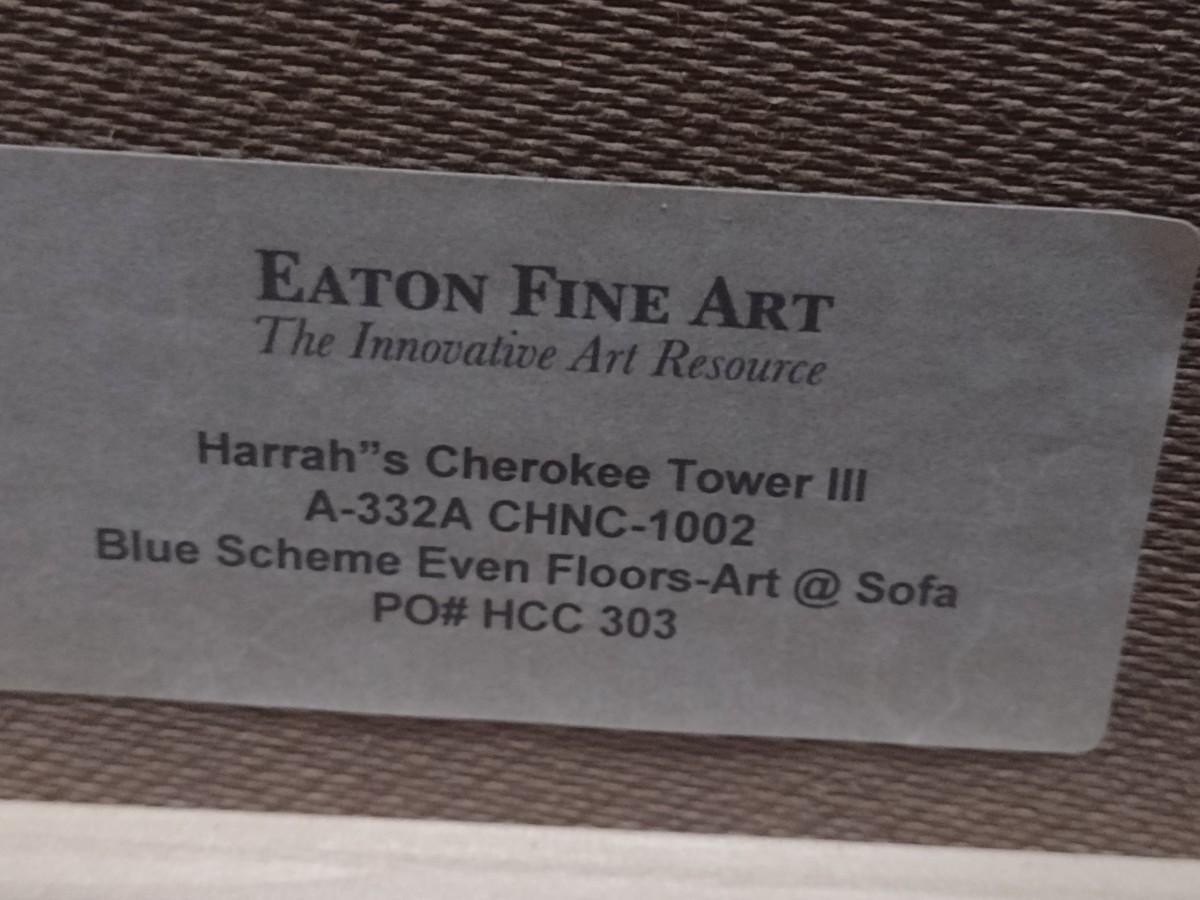 EATON FINE ART
The Innovative Art Resource
Harrah”s Cherokee Tower III
A-332A CHNC-1002
Blue Scheme Even Floors-Art @ Sofa
PO# HCC 303